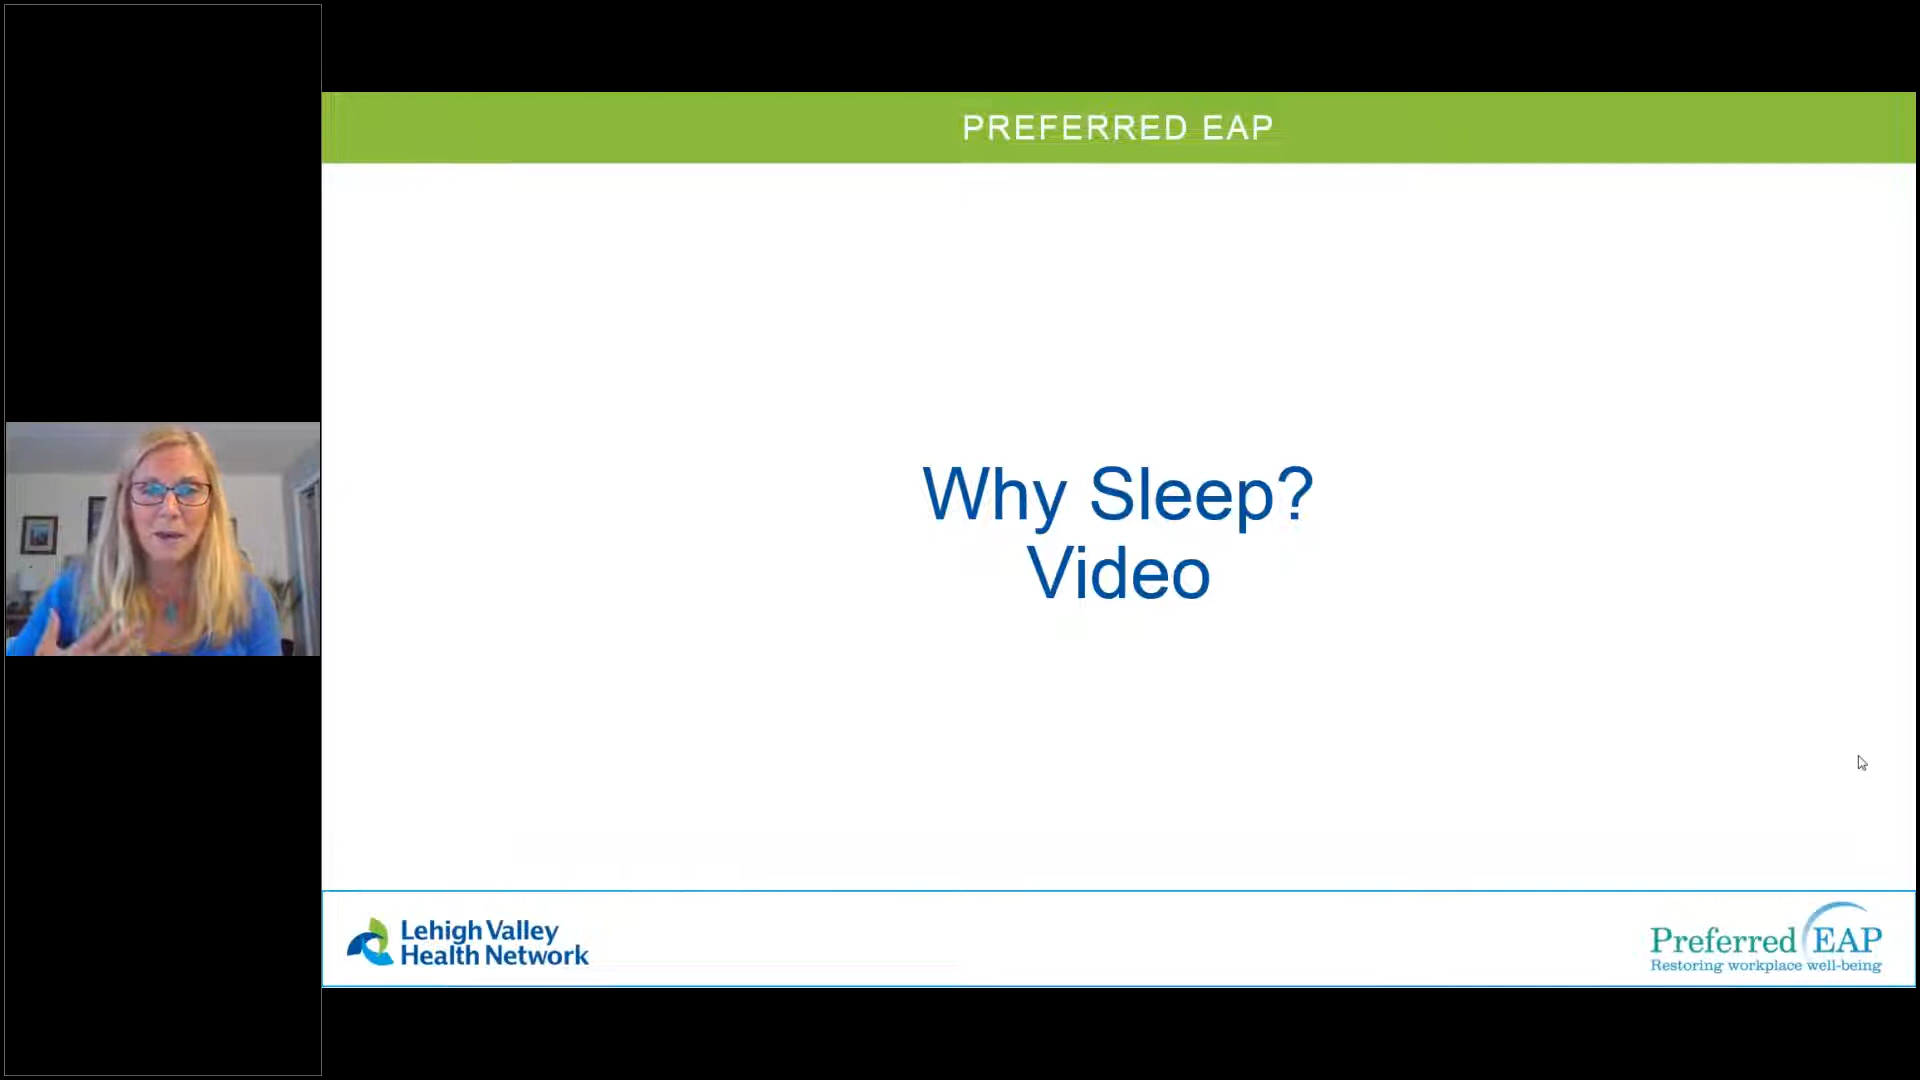 PREFERRED EAP
Why Sleep?
Video
Lehigh Valley
Health Network
Preferred EAP
Restoring workplace well-being